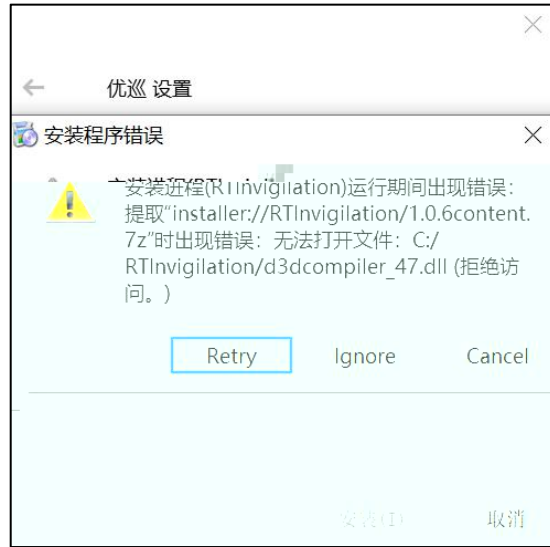 优巡 设置
安装程序错误
安装进程(RTInvigilation)运行期间出现错误：
提取“installer://RTInvigilation/1.0.6content.
7z”时出现错误：无法打开文件：C:/
RTInvigilation/d3dcompiler_47.dll (拒绝访
问。)
Retry Ignore Cancel
安装(I) 取消